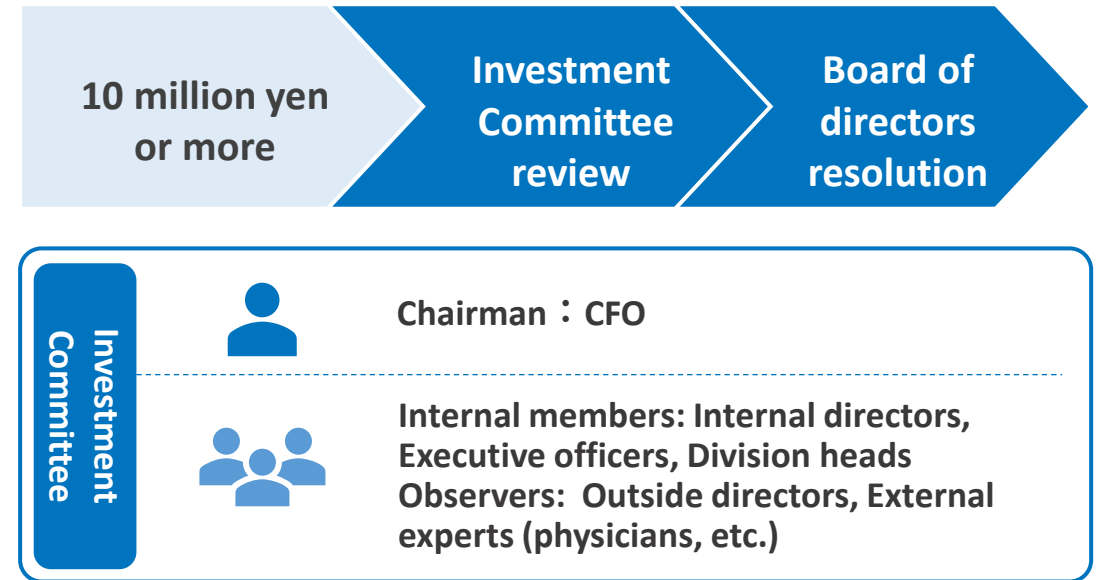 10 million yen
or more
Investment
Committee
review
Board of
directors
resolution
Investment
Committee
Chairman：CFO
Internal members: Internal directors,
Executive officers, Division heads
Observers:  Outside directors, External
experts (physicians, etc.)